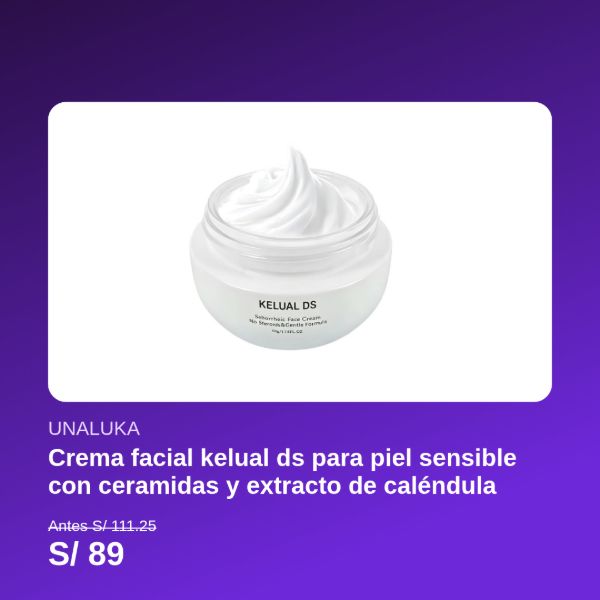 KELUAL DS
Seborrheic Face Cream
No Steroids&Gentle Formula
UNALUKA
Crema facial kelual ds para piel sensible
con ceramidas y extracto de caléndula
Antes S/ 111.25
S/ 89